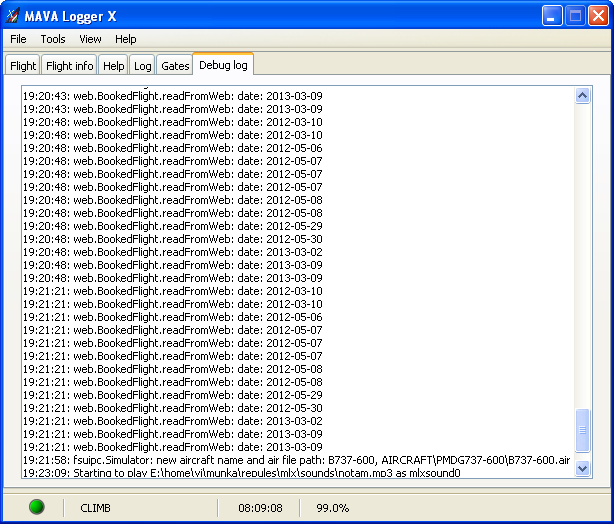 MAVA Logger X
File Tools View Help
Flight Flight info Help Log Gates Debug log
19:20:43: web.BookedFlight.readFromWeb: date: 2013-03-09
19:20:43: web.BookedFlight.readFromWeb: date: 2013-03-09
19:20:48: web.BookedFlight.readFromWeb: date: 2012-03-10
19:20:48: web.BookedFlight.readFromWeb: date: 2012-03-10
19:20:48: web.BookedFlight.readFromWeb: date: 2012-05-06
19:20:48: web.BookedFlight.readFromWeb: date: 2012-05-07
19:20:48: web.BookedFlight.readFromWeb: date: 2012-05-07
19:20:48: web.BookedFlight.readFromWeb: date: 2012-05-07
19:20:48: web.BookedFlight.readFromWeb: date: 2012-05-08
19:20:48: web.BookedFlight.readFromWeb: date: 2012-05-08
19:20:48: web.BookedFlight.readFromWeb: date: 2012-05-29
19:20:48: web.BookedFlight.readFromWeb: date: 2012-05-30
19:20:48: web.BookedFlight.readFromWeb: date: 2013-03-02
19:20:48: web.BookedFlight.readFromWeb: date: 2013-03-09
19:20:48: web.BookedFlight.readFromWeb: date: 2013-03-09
19:21:21: web.BookedFlight.readFromWeb: date: 2012-03-10
19:21:21: web.BookedFlight.readFromWeb: date: 2012-03-10
19:21:21: web.BookedFlight.readFromWeb: date: 2012-05-06
19:21:21: web.BookedFlight.readFromWeb: date: 2012-05-07
19:21:21: web.BookedFlight.readFromWeb: date: 2012-05-07
19:21:21: web.BookedFlight.readFromWeb: date: 2012-05-07
19:21:21: web.BookedFlight.readFromWeb: date: 2012-05-08
19:21:21: web.BookedFlight.readFromWeb: date: 2012-05-08
19:21:21: web.BookedFlight.readFromWeb: date: 2012-05-29
19:21:21: web.BookedFlight.readFromWeb: date: 2012-05-30
19:21:21: web.BookedFlight.readFromWeb: date: 2013-03-02
19:21:21: web.BookedFlight.readFromWeb: date: 2013-03-09
19:21:21: web.BookedFlight.readFromWeb: date: 2013-03-09
19:21:58: fsuipc.Simulator: new aircraft name and air file path: B737-600, AIRCRAFT\PMDG737-600\B737-600.air
19:23:09: Starting to play E:\home\vi\munka\repules\mlx\sounds\notam.mp3 as mlxsound0
CLIMB 08:09:08 99.0%